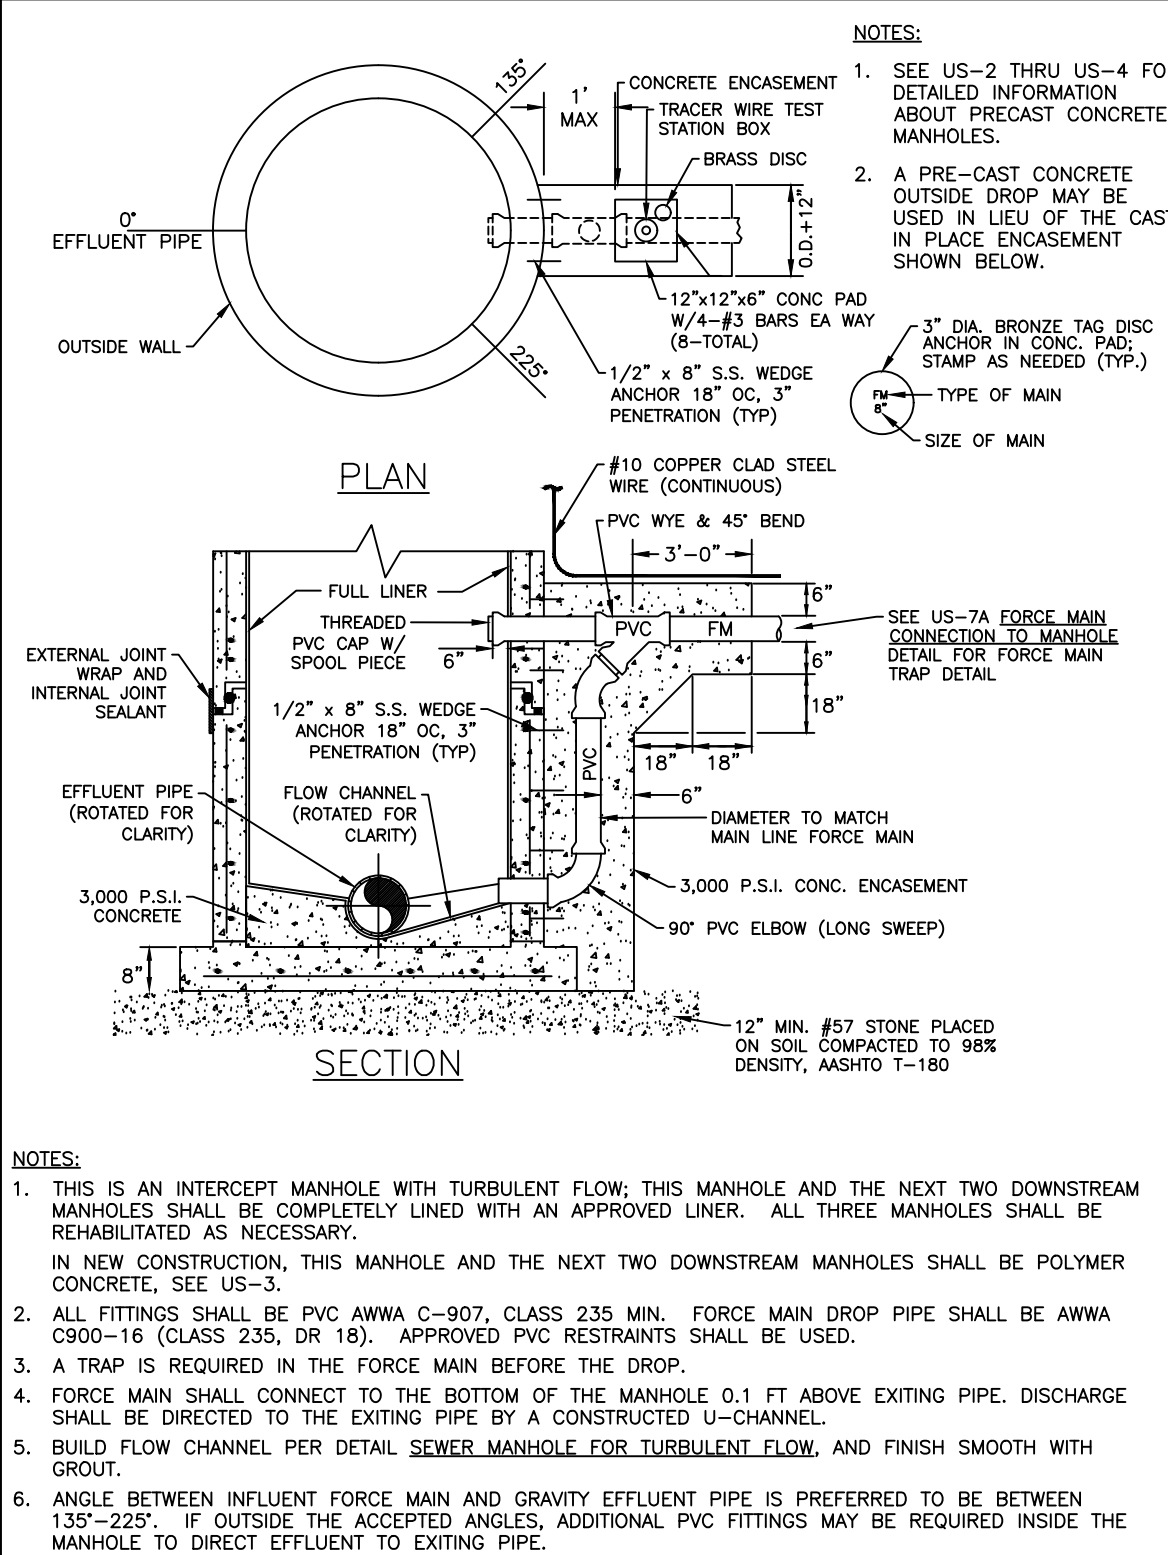 NOTES:
1. SEE US-2 THRU US-4 FO
DETAILED INFORMATION
ABOUT PRECAST CONCRETE
MANHOLES.
2. A PRE-CAST CONCRETE
OUTSIDE DROP MAY BE
USED IN LIEU OF THE CAST
IN PLACE ENCASEMENT
SHOWN BELOW.
135°
1'
MAX
CONCRETE ENCASEMENT
TRACER WIRE TEST
STATION BOX
BRASS DISC
O.D.+12"
0°
EFFLUENT PIPE
OUTSIDE WALL
225°
12"x12"x6" CONC PAD
W/4-#3 BARS EA WAY
(8-TOTAL)
1/2" x 8" S.S. WEDGE
ANCHOR 18" OC, 3"
PENETRATION (TYP)
3" DIA. BRONZE TAG DISC
ANCHOR IN CONC. PAD;
STAMP AS NEEDED (TYP.)
FM
8"
TYPE OF MAIN
SIZE OF MAIN
PLAN
#10 COPPER CLAD STEEL
WIRE (CONTINUOUS)
PVC WYE & 45° BEND
3'-0"
FULL LINER
THREADED
PVC CAP W/
SPOOL PIECE
6"
PVC
FM
6"
6"
18"
18"
18"
SEE US-7A FORCE MAIN
CONNECTION TO MANHOLE
DETAIL FOR FORCE MAIN
TRAP DETAIL
EXTERNAL JOINT
WRAP AND
INTERNAL JOINT
SEALANT
1/2" x 8" S.S. WEDGE
ANCHOR 18" OC, 3"
PENETRATION (TYP)
PVC
6"
EFFLUENT PIPE
(ROTATED FOR
CLARITY)
FLOW CHANNEL
(ROTATED FOR
CLARITY)
DIAMETER TO MATCH
MAIN LINE FORCE MAIN
3,000 P.S.I.
CONCRETE
3,000 P.S.I. CONC. ENCASEMENT
90° PVC ELBOW (LONG SWEEP)
8"
12" MIN. #57 STONE PLACED
ON SOIL COMPACTED TO 98%
DENSITY, AASHTO T-180
SECTION
NOTES:
1. THIS IS AN INTERCEPT MANHOLE WITH TURBULENT FLOW; THIS MANHOLE AND THE NEXT TWO DOWNSTREAM
MANHOLES SHALL BE COMPLETELY LINED WITH AN APPROVED LINER. ALL THREE MANHOLES SHALL BE
REHABILITATED AS NECESSARY.
IN NEW CONSTRUCTION, THIS MANHOLE AND THE NEXT TWO DOWNSTREAM MANHOLES SHALL BE POLYMER
CONCRETE, SEE US-3.
2. ALL FITTINGS SHALL BE PVC AWWA C-907, CLASS 235 MIN. FORCE MAIN DROP PIPE SHALL BE AWWA
C900-16 (CLASS 235, DR 18). APPROVED PVC RESTRAINTS SHALL BE USED.
3. A TRAP IS REQUIRED IN THE FORCE MAIN BEFORE THE DROP.
4. FORCE MAIN SHALL CONNECT TO THE BOTTOM OF THE MANHOLE 0.1 FT ABOVE EXITING PIPE. DISCHARGE
SHALL BE DIRECTED TO THE EXITING PIPE BY A CONSTRUCTED U-CHANNEL.
5. BUILD FLOW CHANNEL PER DETAIL SEWER MANHOLE FOR TURBULENT FLOW, AND FINISH SMOOTH WITH
GROUT.
6. ANGLE BETWEEN INFLUENT FORCE MAIN AND GRAVITY EFFLUENT PIPE IS PREFERRED TO BE BETWEEN
135°-225°. IF OUTSIDE THE ACCEPTED ANGLES, ADDITIONAL PVC FITTINGS MAY BE REQUIRED INSIDE THE
MANHOLE TO DIRECT EFFLUENT TO EXITING PIPE.